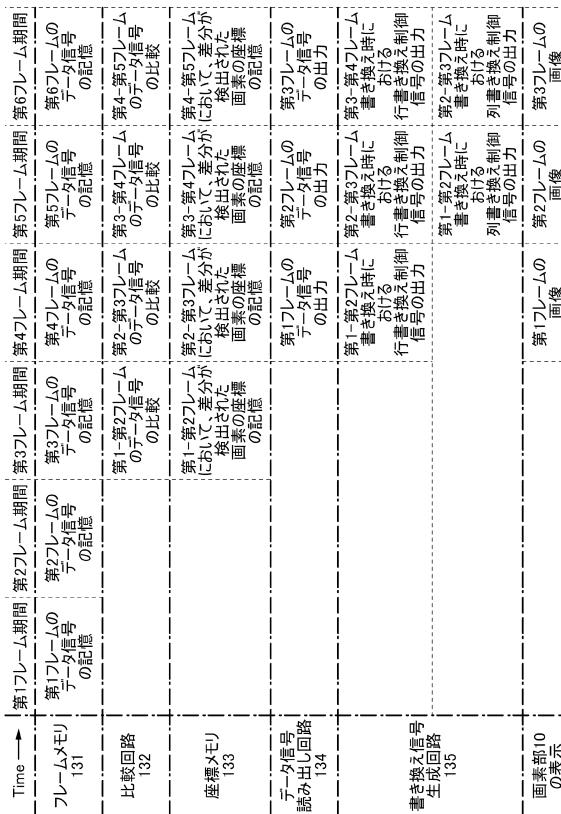 Time
第1フレーム期間
第2フレーム期間
第3フレーム期間
第4フレーム期間
第5フレーム期間
第6フレーム期間
フレームメモリ
131
第1フレームの
データ信号
の記憶
第2フレームの
データ信号
の記憶
第3フレームの
データ信号
の記憶
第4フレームの
データ信号
の記憶
第5フレームの
データ信号
の記憶
第6フレームの
データ信号
の記憶
比較回路
132
第1-第2フレーム
のデータ信号
の比較
第2-第3フレーム
のデータ信号
の比較
第3-第4フレーム
のデータ信号
の比較
第4-第5フレーム
のデータ信号
の比較
座標メモリ
133
第1-第2フレーム
において、差分が
検出された
画素の座標
の記憶
第2-第3フレーム
において、差分が
検出された
画素の座標
の記憶
第3-第4フレーム
において、差分が
検出された
画素の座標
の記憶
第4-第5フレーム
において、差分が
検出された
画素の座標
の記憶
データ信号
読み出し回路
134
第1フレームの
データ信号
の出力
第2フレームの
データ信号
の出力
第3フレームの
データ信号
の出力
書き換え信号
生成回路
135
第1-第2フレーム
書き換え時に
おける
行書き換え制御
信号の出力
第2-第3フレーム
書き換え時に
おける
行書き換え制御
信号の出力
第3-第4フレーム
書き換え時に
おける
行書き換え制御
信号の出力
第1-第2フレーム
書き換え時に
おける
列書き換え制御
信号の出力
第2-第3フレーム
書き換え時に
おける
列書き換え制御
信号の出力
画素部10
の表示
第1フレームの
画像
第2フレームの
画像
第3フレームの
画像